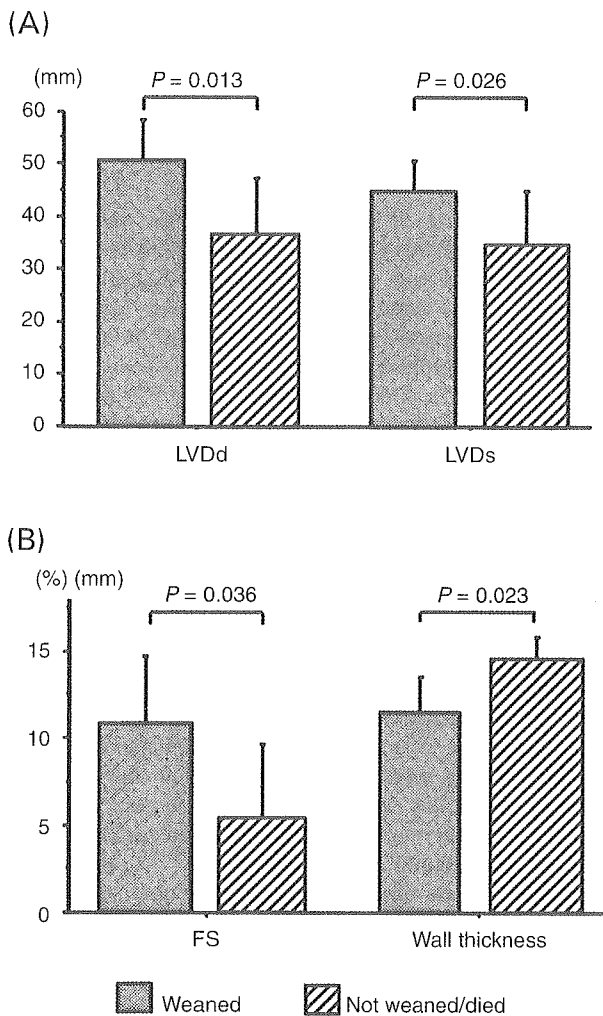 (A)
(mm)
P = 0.013
P = 0.026
60
50
40
30
20
10
0
LVDd
LVDs
(B)
(%) (mm)
P = 0.036
P = 0.023
15
10
5
0
FS
Wall thickness
Weaned
Not weaned/died